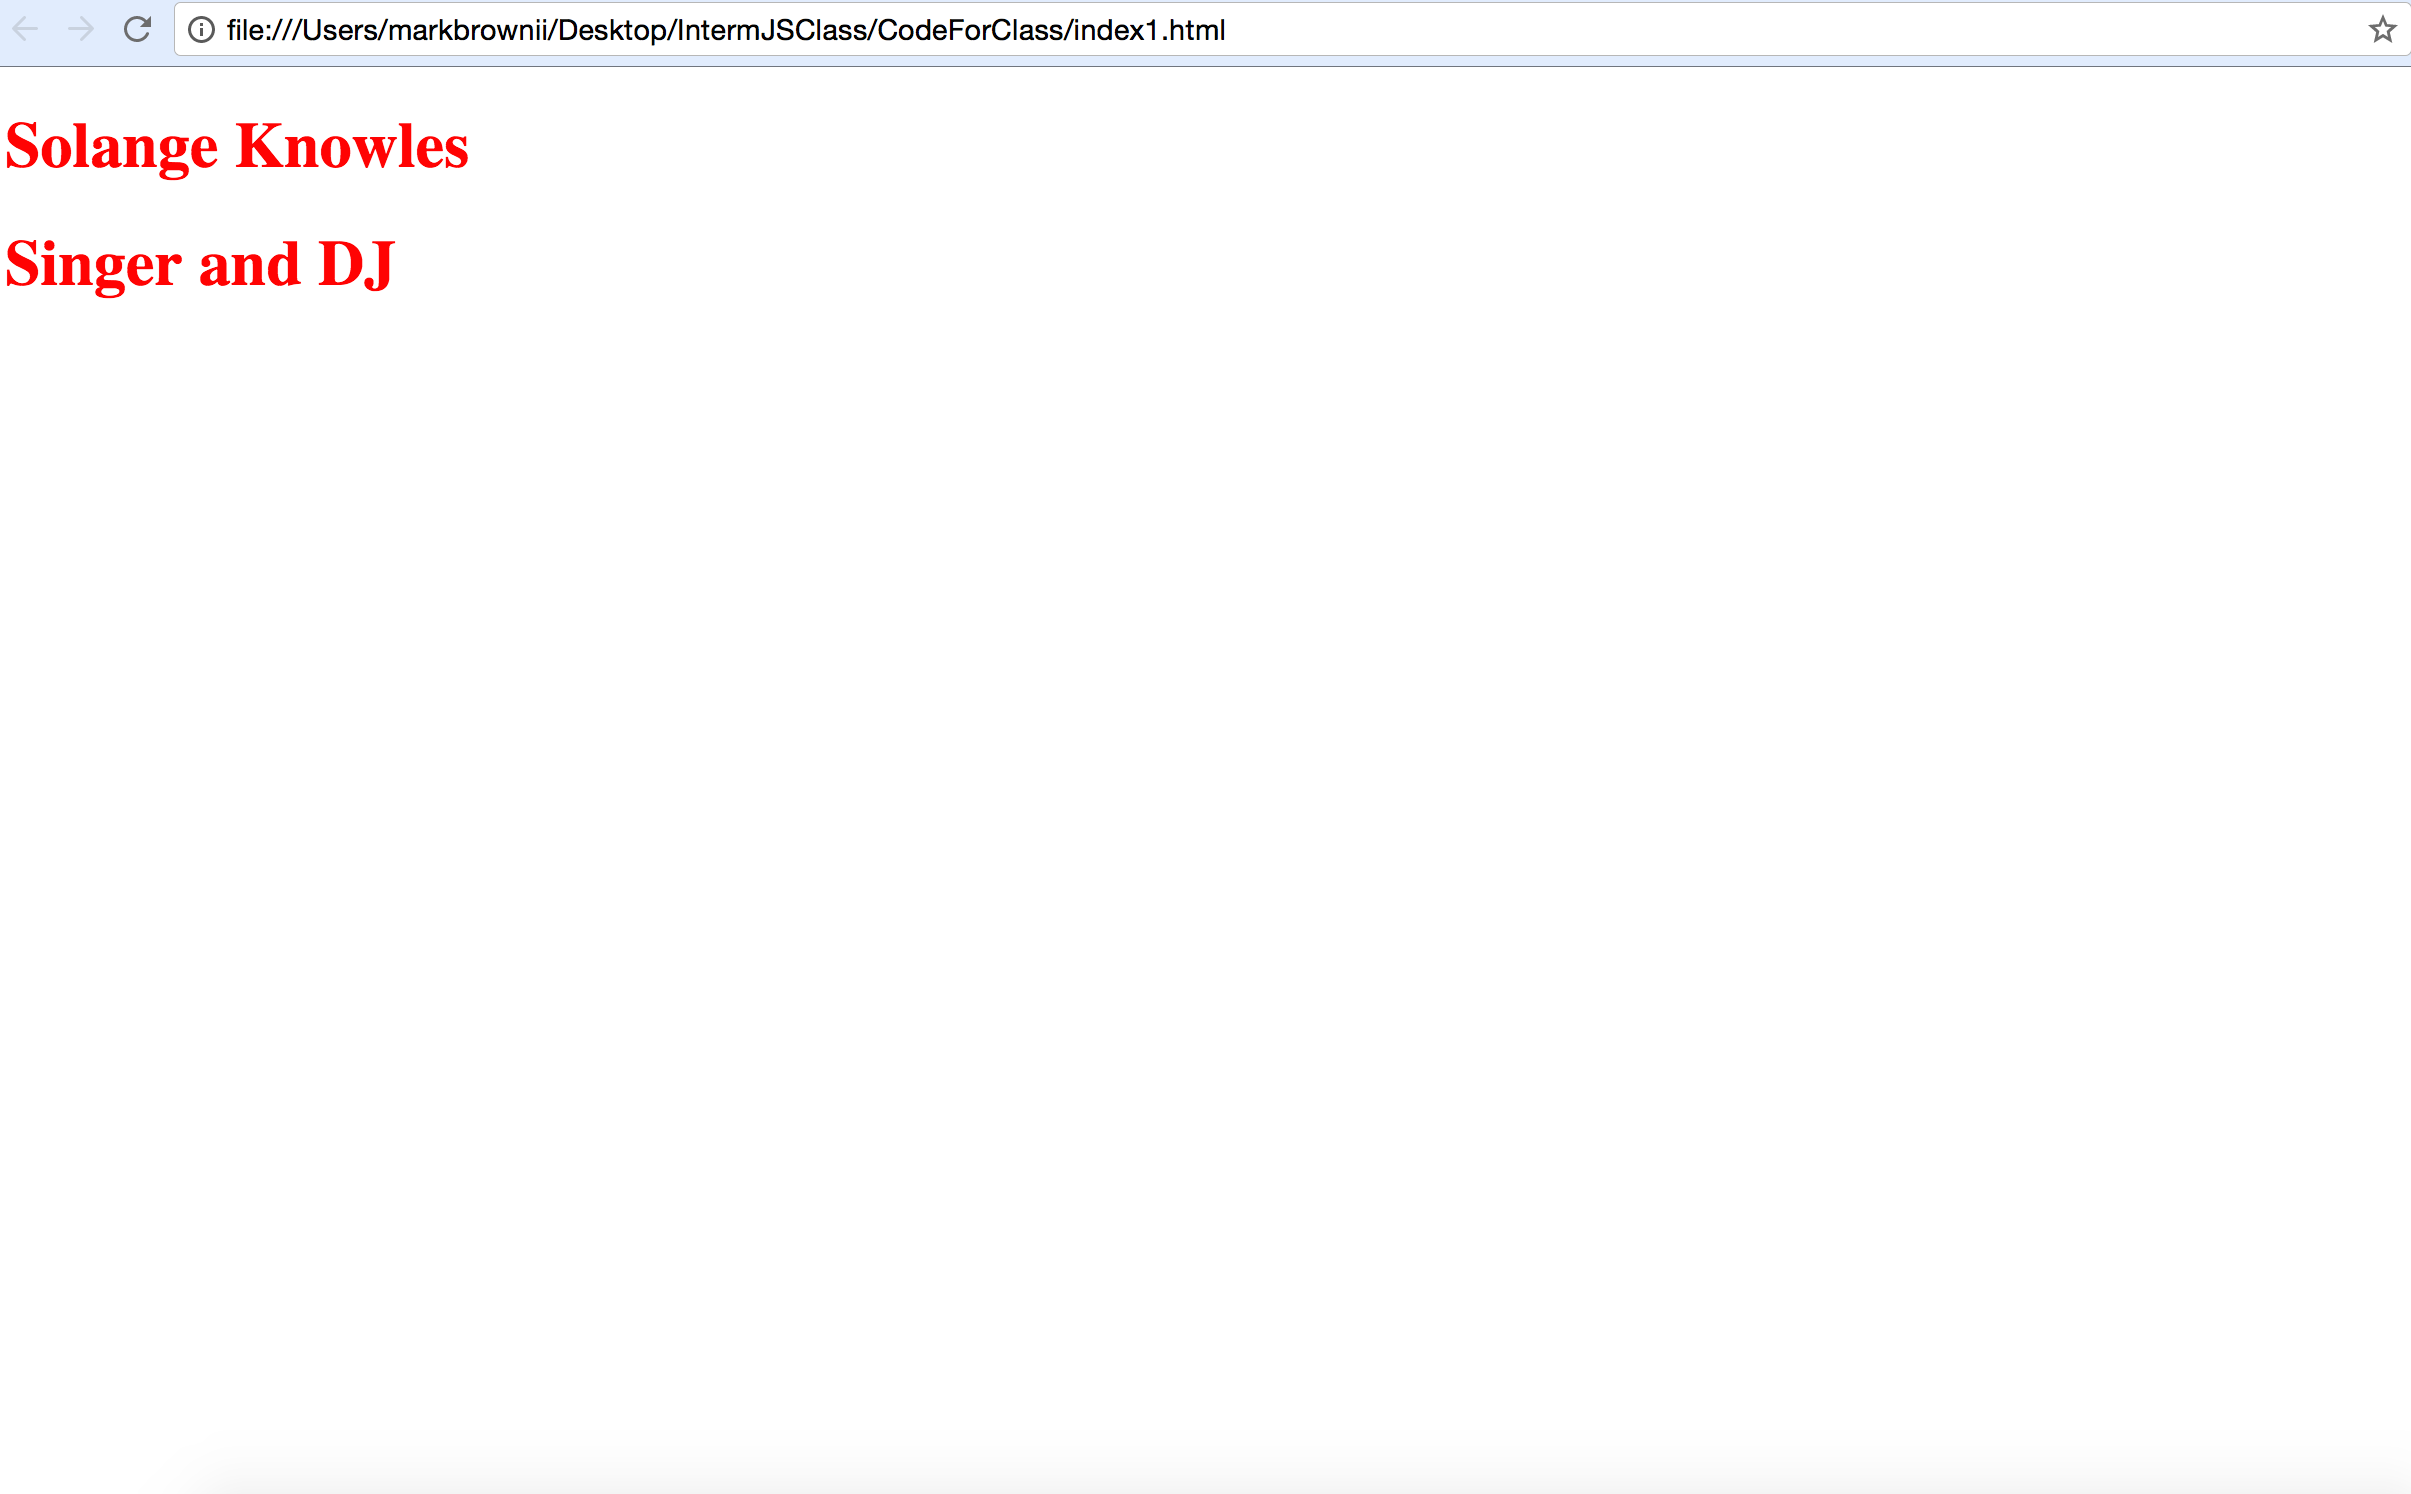 file:///Users/markbrownii/Desktop/IntermJSClass/CodeForClass/index1.html
Solange Knowles
Singer and DJ